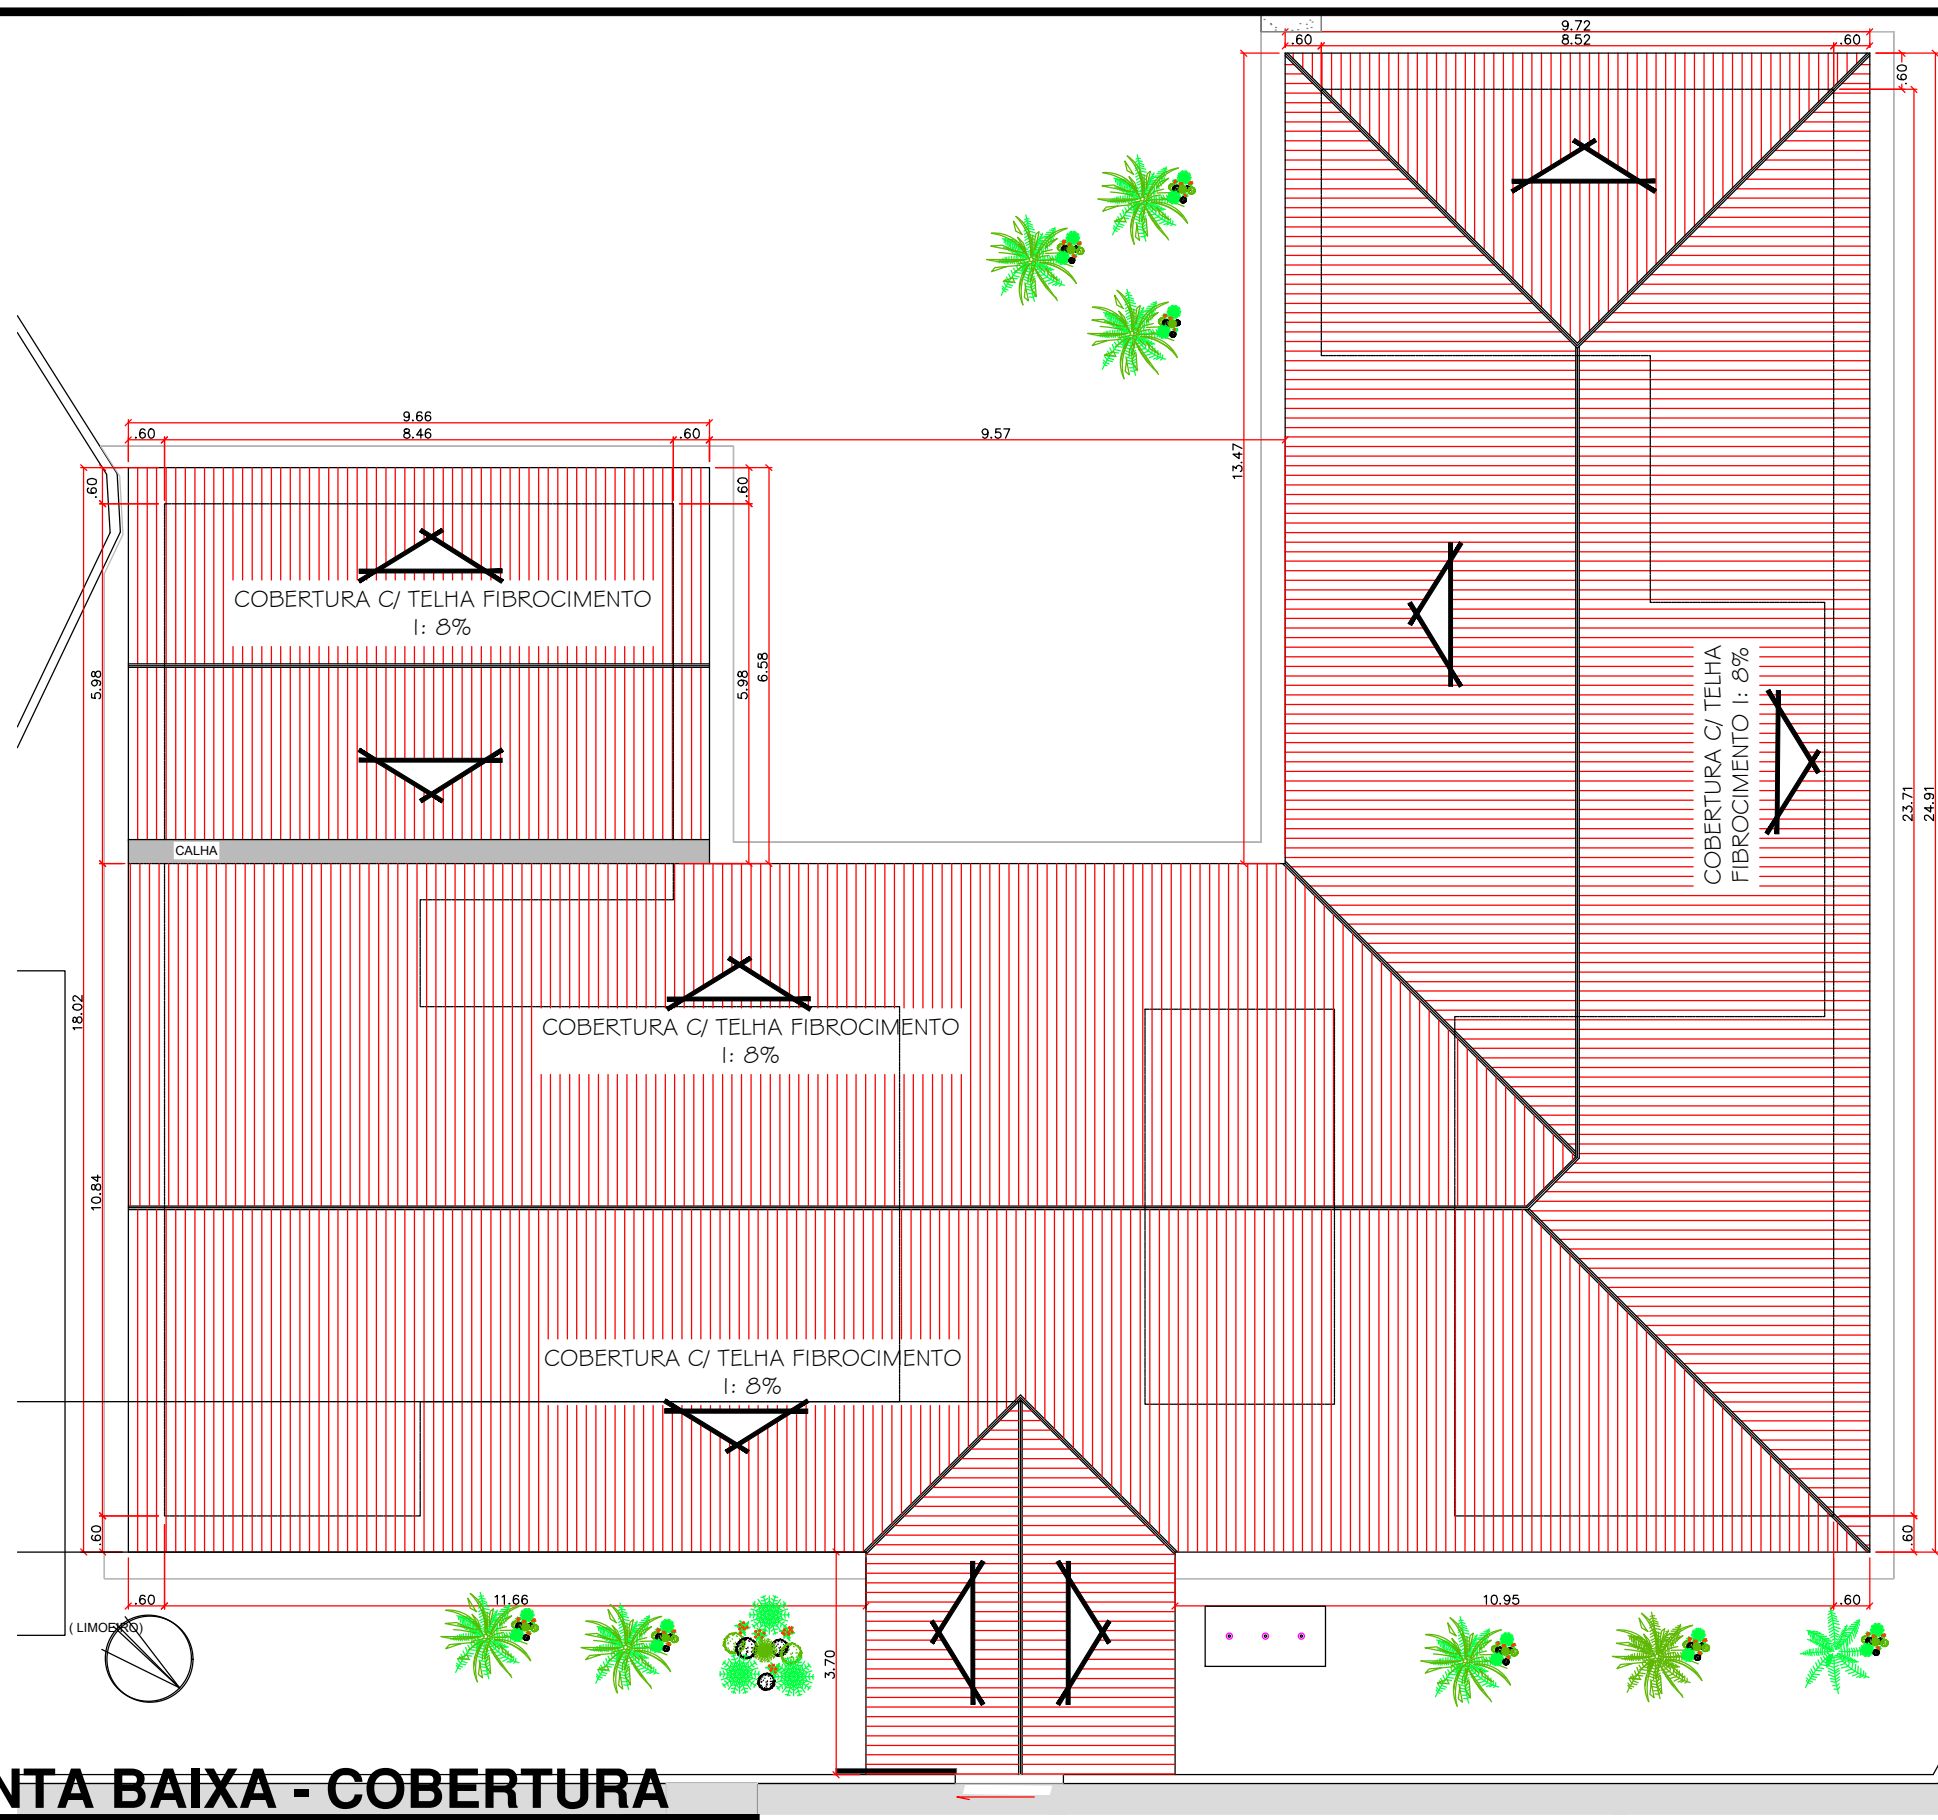 9.72
.60 8.52 .60
.60
9.66
.60 8.46 .60
9.57
13.47
.60
.60
COBERTURA C/ TELHA FIBROCIMENTO
I: 8%
5.98
5.98
6.58
COBERTURA C/ TELHA
FIBROCIMENTO I: 8%
23.71
24.91
CALHA
18.02
COBERTURA C/ TELHA FIBROCIMENTO
I: 8%
10.84
COBERTURA C/ TELHA FIBROCIMENTO
I: 8%
.60
.60
.60 11.66
10.95 .60
( LIMOEIRO)
3.70
NTA BAIXA - COBERTURA